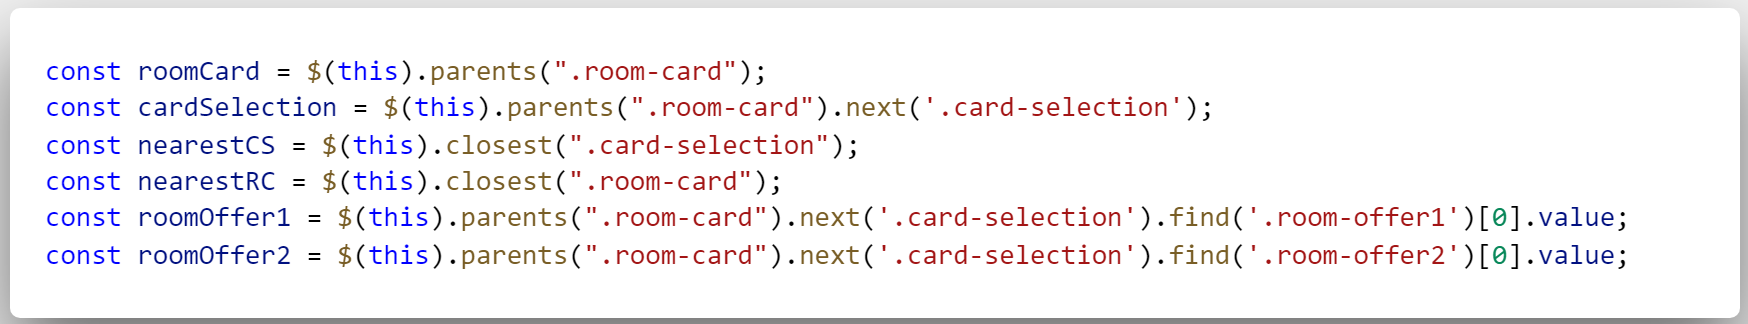 const roomCard = $(this).parents(".room-card");
const cardSelection = $(this).parents(".room-card").next('.card-selection');
const nearestCS = $(this).closest(".card-selection");
const nearestRC = $(this).closest(".room-card");
const roomOffer1 = $(this).parents(".room-card").next('.card-selection').find('.room-offer1')[0].value;
const roomOffer2 = $(this).parents(".room-card").next('.card-selection').find('.room-offer2')[0].value;